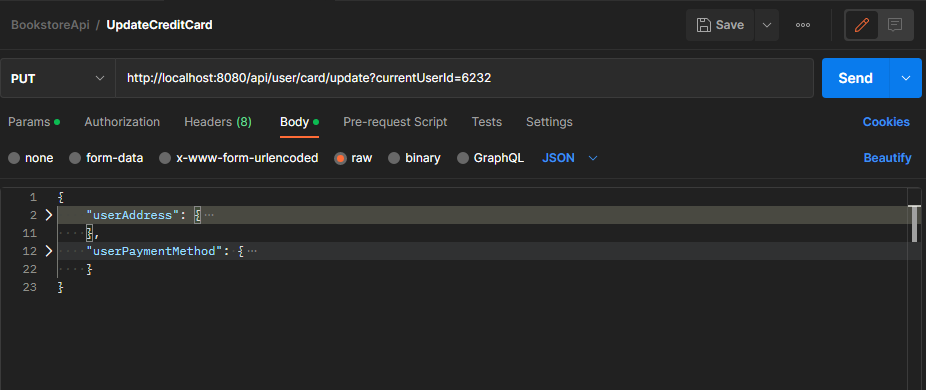 BookstoreApi / UpdateCreditCard
Save
PUT
http://localhost:8080/api/user/card/update?currentUserId=6232
Send
Params Authorization Headers (8) Body Pre-request Script Tests Settings Cookies
none form-data x-www-form-urlencoded raw binary GraphQL JSON Beautify
1 {
2 "userAddress": {…
11 },
12 "userPaymentMethod": {…
22 }
23 }